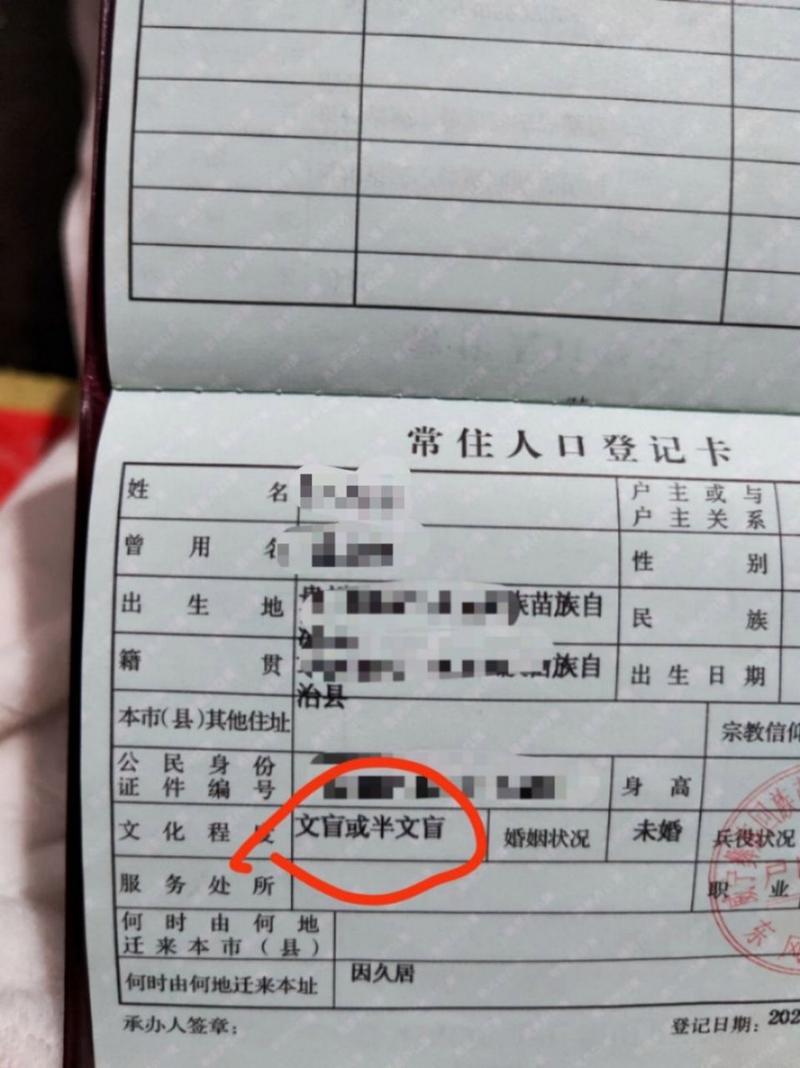 常住人口登记卡
姓名
户主或与
户主关系
曾用名
性别
出生地
族苗族自
民族
籍贯
族自
治县
出生日期
本市(县)其他住址
宗教信仰
公民身份
证件编号
身高
文化程度
文盲或半文盲
婚姻状况
未婚
兵役状况
服务处所
职业
何时由何地
迁来本市(县)
何时由何地迁来本址
因久居
承办人签章:
登记日期:202